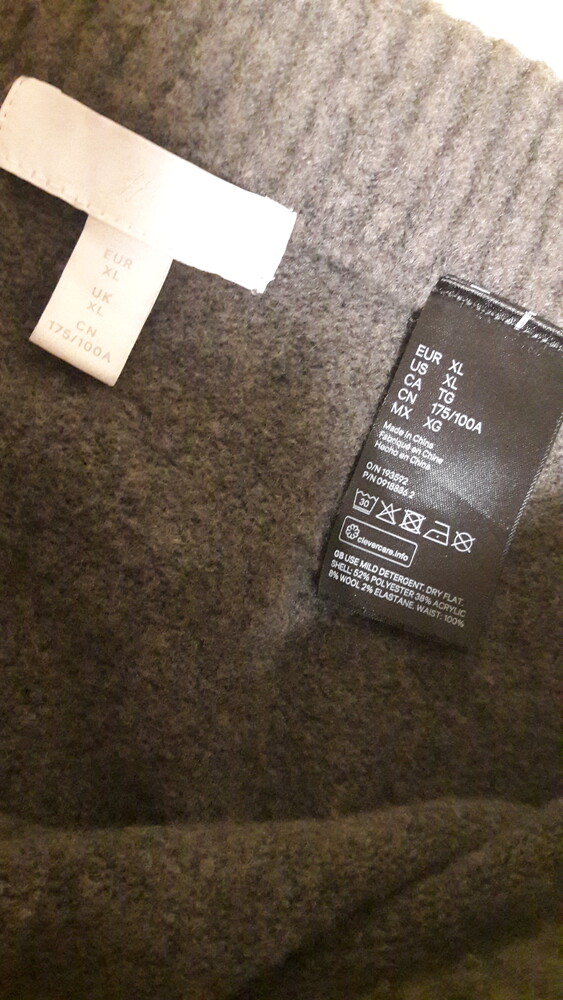 EUR
XL
UK
XL
CN
175/100A
EUR XL
US XL
CA TG
CN 175/100A
MX XG
Made in China
Fabriqué en Chine
Hecho en China
O/N 193592
P/N 0918836.2
30
clevercare.info
GB USE MILD DETERGENT. DRY FLAT.
SHELL: 52% POLYESTER 38% ACRYLIC
8% WOOL 2% ELASTANE. WAIST: 100%